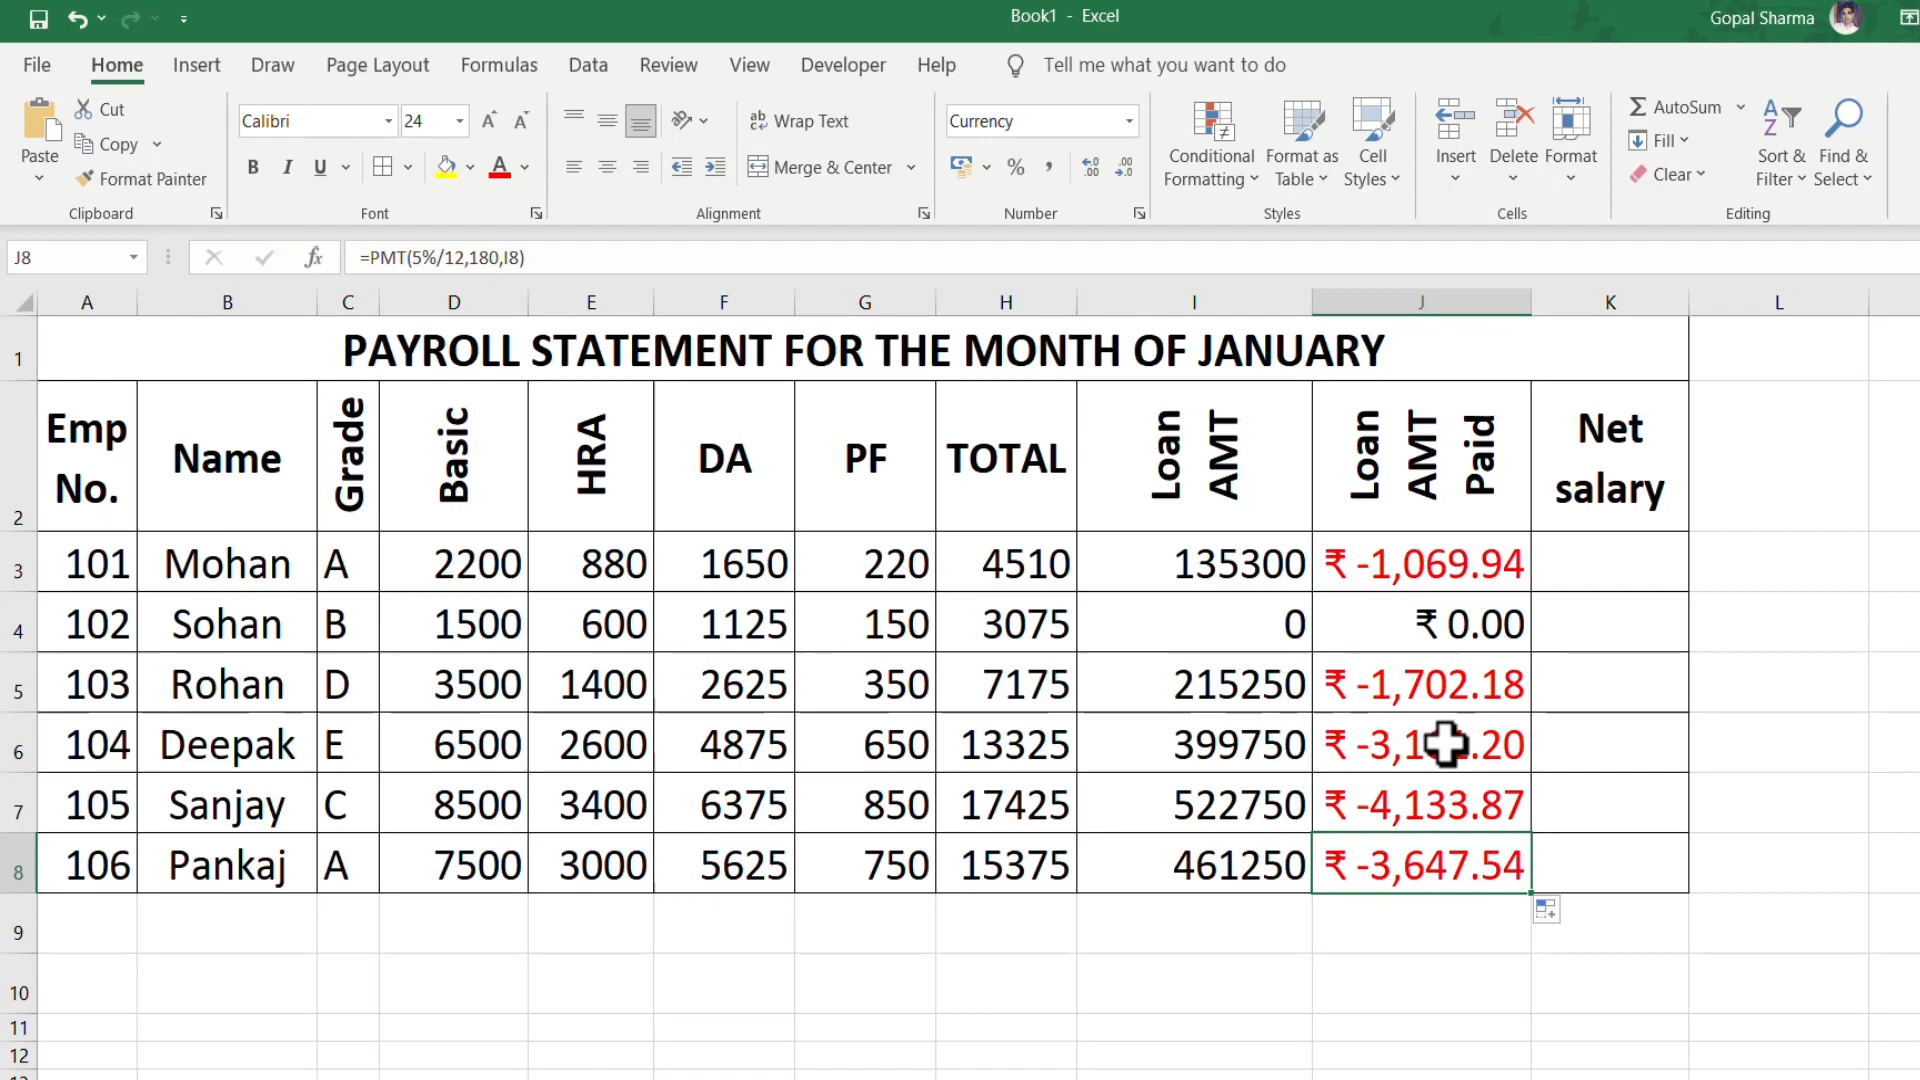 Book1 - Excel
Gopal Sharma
File Home Insert Draw Page Layout Formulas Data Review View Developer Help Tell me what you want to do
Paste
Cut
Copy
Format Painter
Clipboard
Calibri 24
B I U A
Font
ab Wrap Text
Merge & Center
Alignment
Currency
% , .00
Number
Conditional Formatting
Format as Table
Cell Styles
Styles
Insert Delete Format
Cells
AutoSum
Fill
Clear
Sort & Filter
Find & Select
Editing
J8 fx =PMT(5%/12,180,I8)
A B C D E F G H I J K L
1 PAYROLL STATEMENT FOR THE MONTH OF JANUARY
2 Emp No. Name Grade Basic HRA DA PF TOTAL Loan AMT Loan AMT Paid Net salary
3 101 Mohan A 2200 880 1650 220 4510 135300 ₹ -1,069.94
4 102 Sohan B 1500 600 1125 150 3075 0 ₹ 0.00
5 103 Rohan D 3500 1400 2625 350 7175 215250 ₹ -1,702.18
6 104 Deepak E 6500 2600 4875 650 13325 399750
7 105 Sanjay C 8500 3400 6375 850 17425 522750 ₹ -4,133.87
8 106 Pankaj A 7500 3000 5625 750 15375 461250 ₹ -3,647.54
9
10
11
12